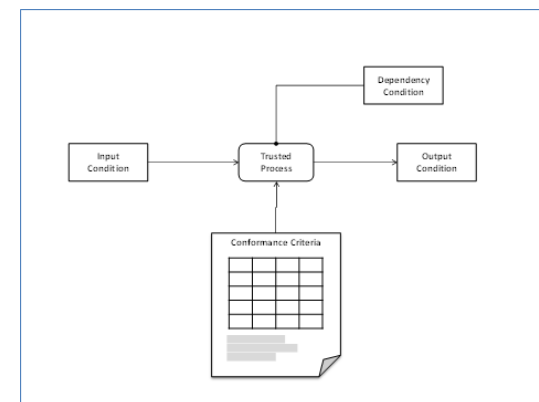 Dependency
Condition
Input
Condition
Trusted
Process
Output
Condition
Conformance Criteria